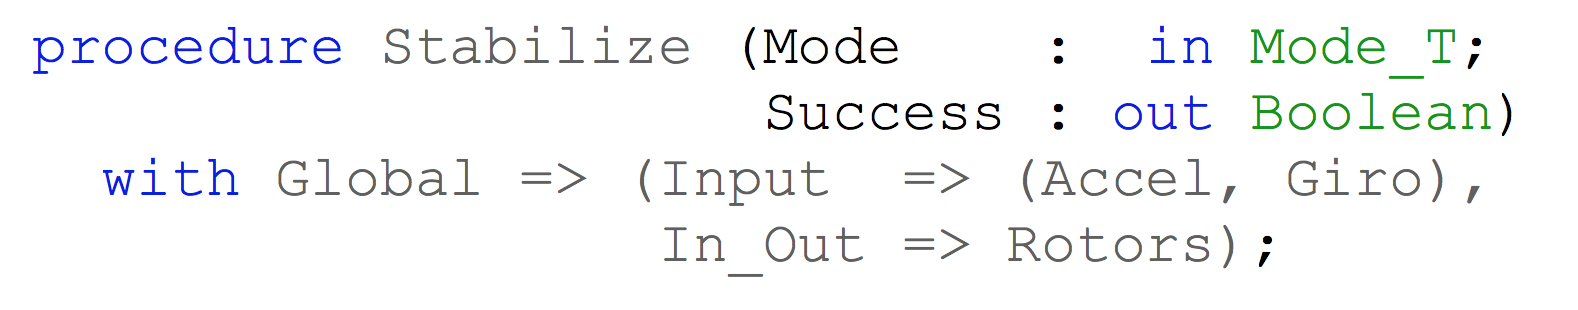 procedure Stabilize (Mode    :  in Mode_T;
                     Success : out Boolean)
  with Global => (Input  => (Accel, Giro),
                  In_Out => Rotors);